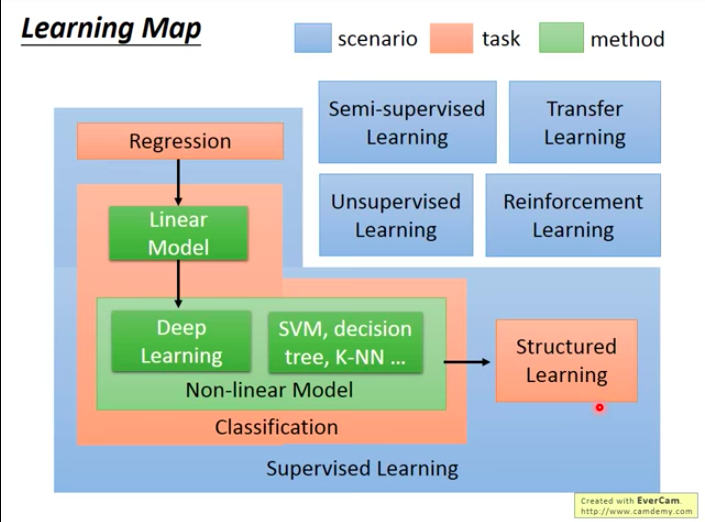 Learning Map
scenario
task
method
Regression
Semi-supervised
Learning
Transfer
Learning
Linear
Model
Unsupervised
Learning
Reinforcement
Learning
Deep
Learning
SVM, decision
tree, K-NN ...
Non-linear Model
Classification
Structured
Learning
Supervised Learning
Created with EverCam.
http://www.camdemy.com